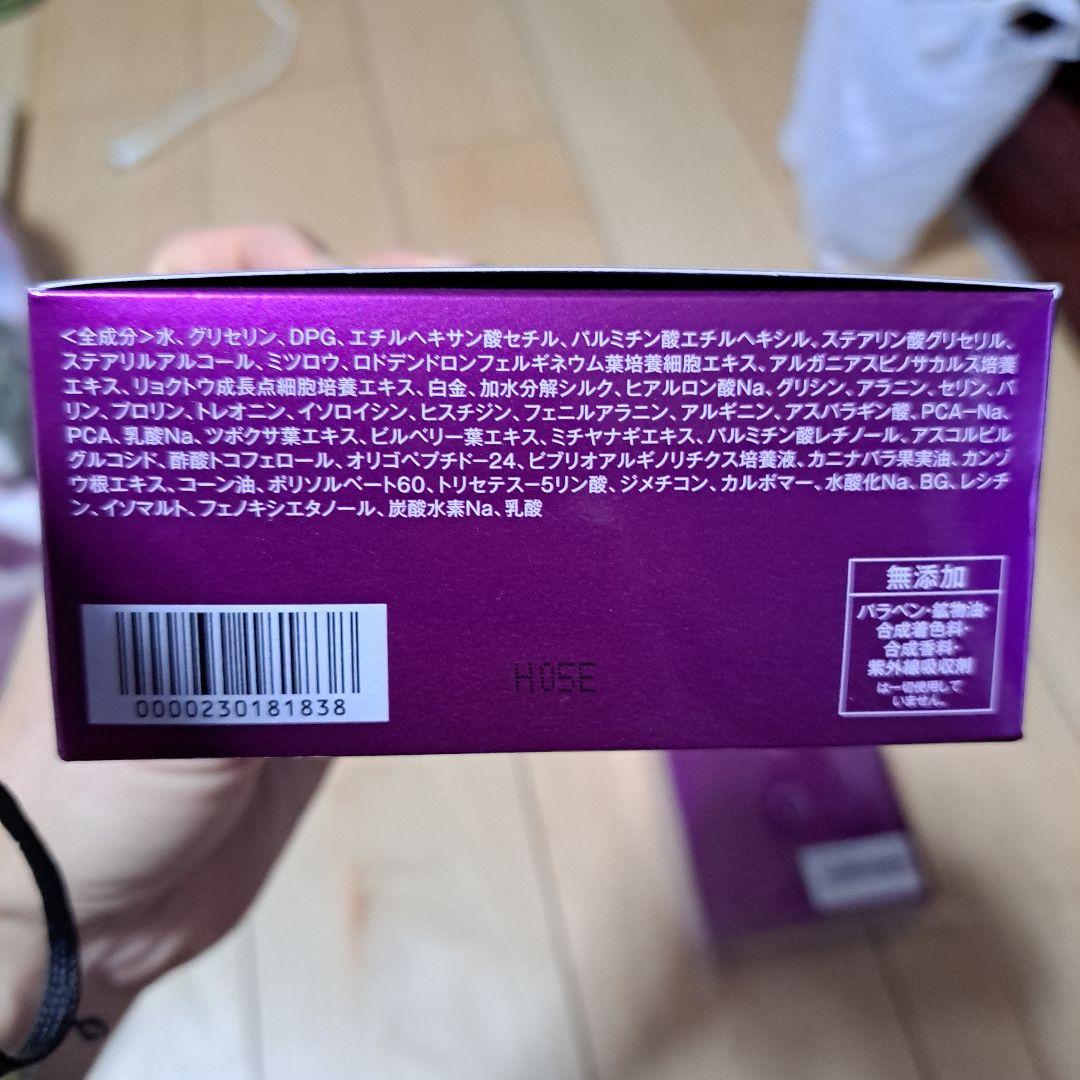 <全成分>水、グリセリン、DPG、エチルヘキサン酸セチル、パルミチン酸エチルヘキシル、ステアリン酸グリセリル、
ステアリルアルコール、ミツロウ、ロドデンドロンフェルギネウム葉培養細胞エキス、アルガニアスピノサカルス培養
エキス、リョクトウ成長点細胞培養エキス、白金、加水分解シルク、ヒアルロン酸Na、グリシン、アラニン、セリン、バ
リン、プロリン、トレオニン、イソロイシン、ヒスチジン、フェニルアラニン、アルギニン、アスパラギン酸、PCA-Na、
PCA、乳酸Na、ツボクサ葉エキス、ビルベリー葉エキス、ミチヤナギエキス、パルミチン酸レチノール、アスコルビル
グルコシド、酢酸トコフェロール、オリゴペプチド-24、ビブリオアルギノリチクス培養液、カニナバラ果実油、カンゾ
ウ根エキス、コーン油、ポリソルベート60、トリセテス-5リン酸、ジメチコン、カルボマー、水酸化Na、BG、レシチ
ン、イソマルト、フェノキシエタノール、炭酸水素Na、乳酸
無添加
パラベン・鉱物油・
合成着色料・
合成香料・
紫外線吸収剤
は一切使用して
いません。
0000230181838
H05E